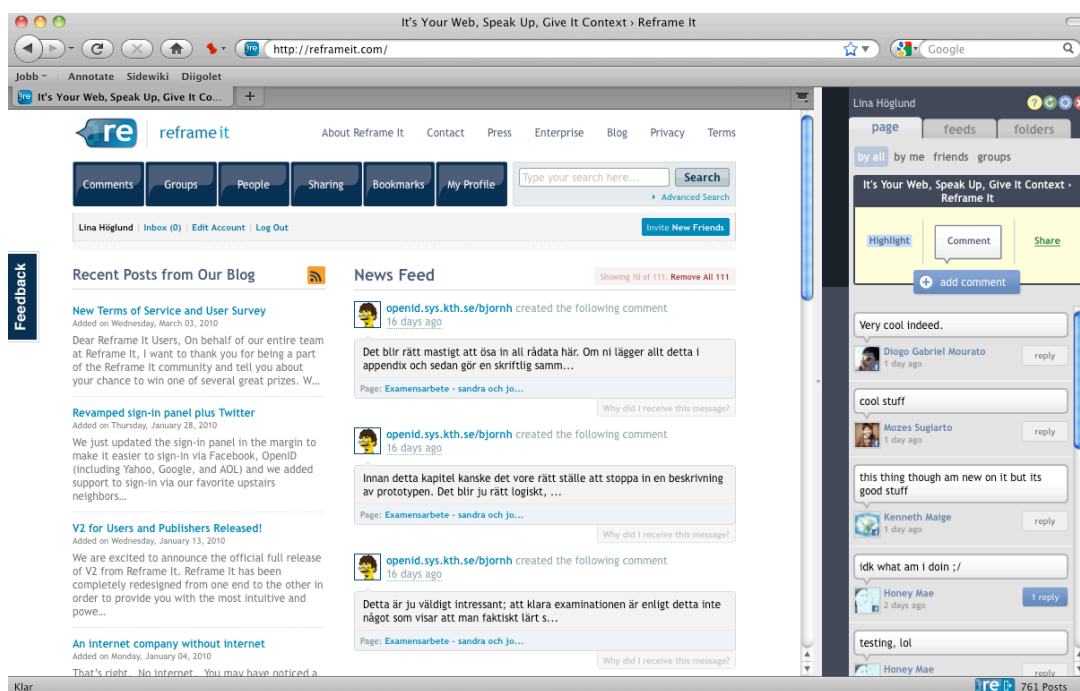 It's Your Web, Speak Up, Give It Context › Reframe It
http://reframeit.com/
Google
Jobb
Annotate Sidewiki Diigolet
It's Your Web, Speak Up, Give It Co...
re reframe it
About Reframe It Contact Press Enterprise Blog Privacy Terms
Comments Groups People Sharing Bookmarks My Profile
Type your search here... Search
Advanced Search
Lina Höglund | Inbox (0) | Edit Account | Log Out
Invite New Friends
Feedback
Recent Posts from Our Blog
New Terms of Service and User Survey
Added on Wednesday, March 03, 2010
Dear Reframe It Users, On behalf of our entire team
at Reframe It, I want to thank you for being a part
of the Reframe It community and tell you about
your chance to win one of several great prizes. W...
Revamped sign-in panel plus Twitter
Added on Thursday, January 28, 2010
We just updated the sign-in panel in the margin to
make it easier to sign-in via Facebook, OpenID
(including Yahoo, Google, and AOL) and we added
support to sign-in via our favorite upstairs
neighbors...
V2 for Users and Publishers Released!
Added on Wednesday, January 13, 2010
We are excited to announce the official full release
of V2 from Reframe It. Reframe It has been
completely redesigned from one end to the other in
order to provide you with the most intuitive and
powe...
An internet company without internet
Added on Monday, January 04, 2010
That's right. No internet. You may have noticed a
News Feed
Showing 10 of 111. Remove All 111
openid.sys.kth.se/bjornh created the following comment
16 days ago
Det blir rätt mastigt att ösa in all rådata här. Om ni lägger allt detta i
appendix och sedan gör en skriftlig samm...
Page: Examensarbete - sandra och jo...
Why did I receive this message?
openid.sys.kth.se/bjornh created the following comment
16 days ago
Innan detta kapitel kanske det vore rätt ställe att stoppa in en beskrivning
av prototypen. Det blir ju rätt logiskt, ...
Page: Examensarbete - sandra och jo...
Why did I receive this message?
openid.sys.kth.se/bjornh created the following comment
16 days ago
Detta är ju väldigt intressant; att klara examinationen är enligt detta inte
något som visar att man faktiskt lärt s...
Page: Examensarbete - sandra och jo...
Why did I receive this message?
Lina Höglund
page feeds folders
by all by me friends groups
It's Your Web, Speak Up, Give It Context ›
Reframe It
Highlight Comment Share
add comment
Very cool indeed.
Diogo Gabriel Mourato
1 day ago
reply
cool stuff
Mozes Sugiarto
1 day ago
reply
this thing though am new on it but its
good stuff
Kenneth Maige
1 day ago
reply
idk what am i doin ;/
Honey Mae
2 days ago
1 reply
testing, lol
Honey Mae
reply
Klar
re 761 Posts